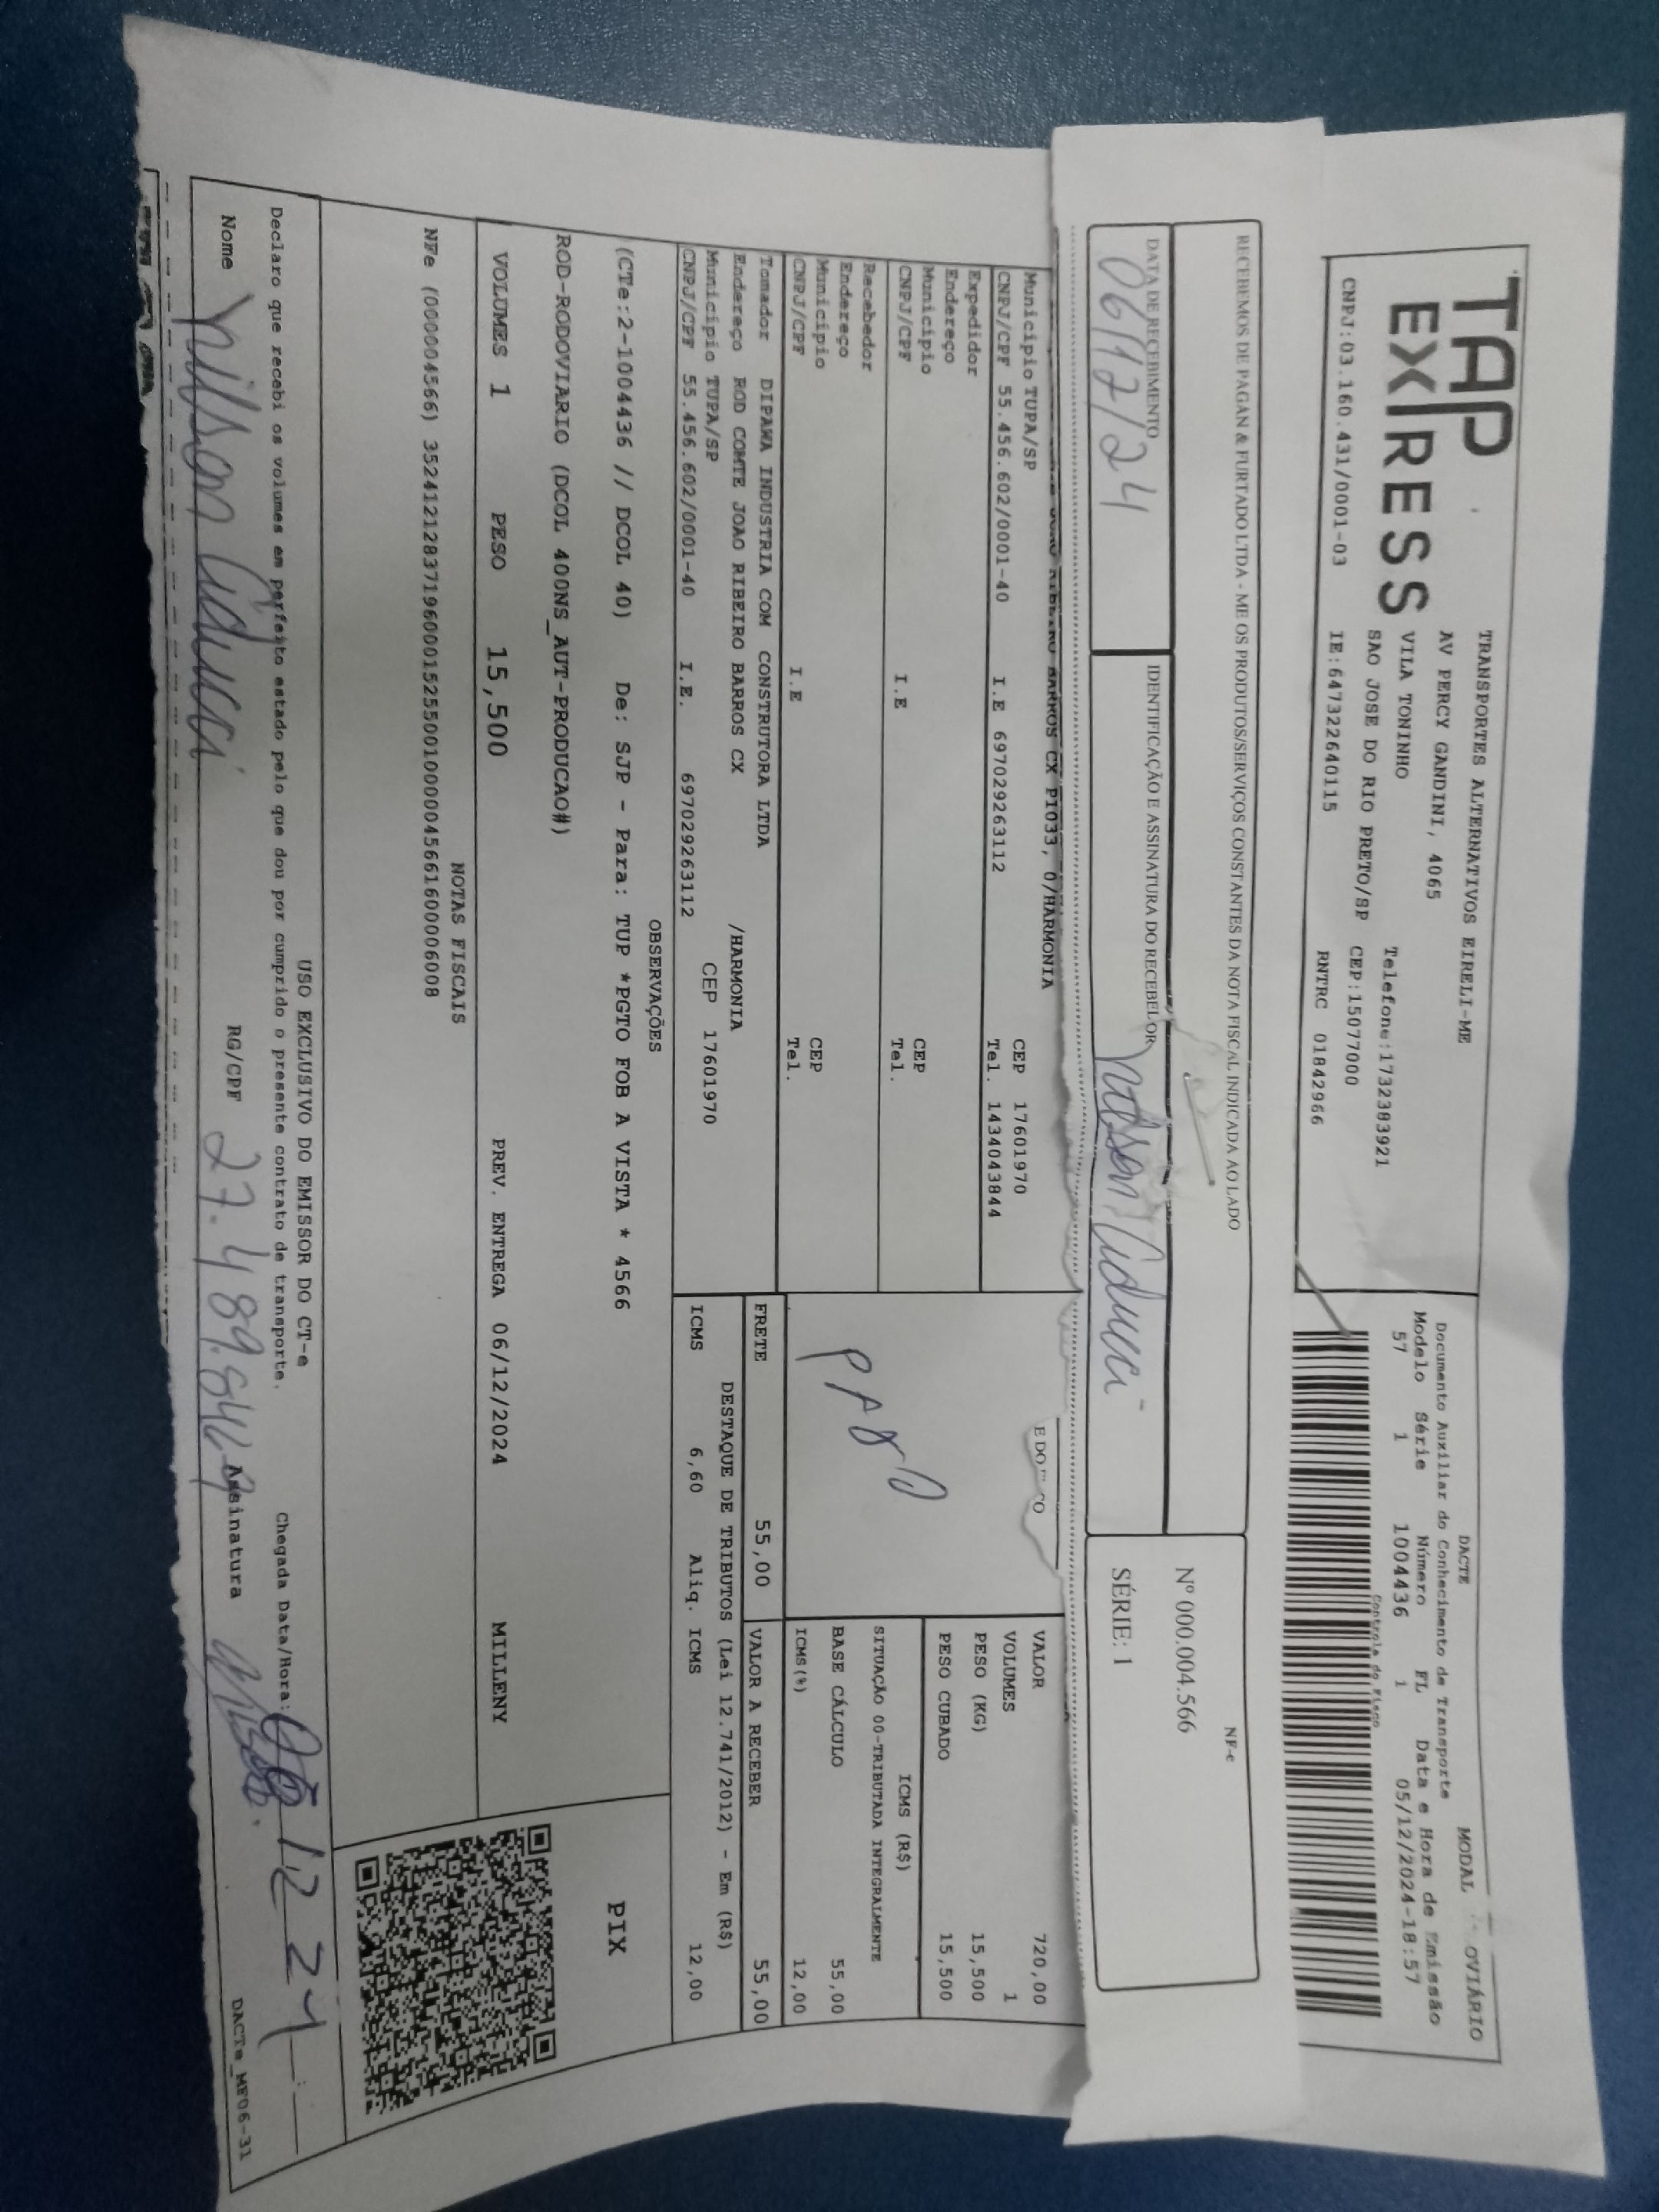 TAP
EXPRESS
CNPJ:03.160.431/0001-03
TRANSPORTES ALTERNATIVOS EIRELI-ME
AV PERCY GANDINI, 4065
VILA TONINHO
SAO JOSE DO RIO PRETO/SP
IE:647322640115
Telefone:1732383921
CEP:15077000
RNTRC 01842966
DACTE
Documento Auxiliar do Conhecimento de Transporte
Modelo Série Número FL Data e Hora de Emissão
57 1 1004436 1 05/12/2024-18:57
MODAL OVIÁRIO
Controle do Fisco
RECEBEMOS DE PAGAN & FURTADO LTDA - ME OS PRODUTOS/SERVIÇOS CONSTANTES DA NOTA FISCAL INDICADA AO LADO
DATA DE RECEBIMENTO
06/12/24
IDENTIFICAÇÃO E ASSINATURA DO RECEBEDOR
NF-e
Nº 000.004.566
SÉRIE: 1
BARROS CX P1033, 0/HARMONIA
Município TUPA/SP CEP 17601970
CNPJ/CPF 55.456.602/0001-40 I.E 697029263112 Tel. 1434043844
Expedidor
Endereço
Município CEP
CNPJ/CPF I.E Tel.
Recebedor
Endereço
Município CEP
CNPJ/CPF I.E Tel.
Tomador DIPAWA INDUSTRIA COM CONSTRUTORA LTDA
Endereço ROD COMTE JOAO RIBEIRO BARROS CX /HARMONIA
Município TUPA/SP CEP 17601970
CNPJ/CPF 55.456.602/0001-40 I.E. 697029263112
VALOR 720,00
VOLUMES 1
PESO (KG) 15,500
PESO CUBADO 15,500
ICMS (R$)
SITUAÇÃO 00-TRIBUTADA INTEGRALMENTE
BASE CÁLCULO 55,00
ICMS(%) 12,00
FRETE 55,00 VALOR A RECEBER 55,00
DESTAQUE DE TRIBUTOS (Lei 12.741/2012) - Em (R$)
ICMS 6,60 Aliq. ICMS 12,00
OBSERVAÇÕES
(CTe:2-1004436 // DCOL 40) De: SJP - Para: TUP *PGTO FOB A VISTA * 4566
ROD-RODOVIARIO (DCOL 400NS_AUT-PRODUCAO#)
PIX
VOLUMES 1 PESO 15,500 PREV. ENTREGA 06/12/2024 MILLENY
NOTAS FISCAIS
NFe (000004566) 35241212837196000152550010000045661600006008
USO EXCLUSIVO DO EMISSOR DO CT-e
Declaro que recebi os volumes em perfeito estado pelo que dou por cumprido o presente contrato de transporte. Chegada Data/Hora:
Nome RG/CPF Assinatura
DACTe_MF06-31